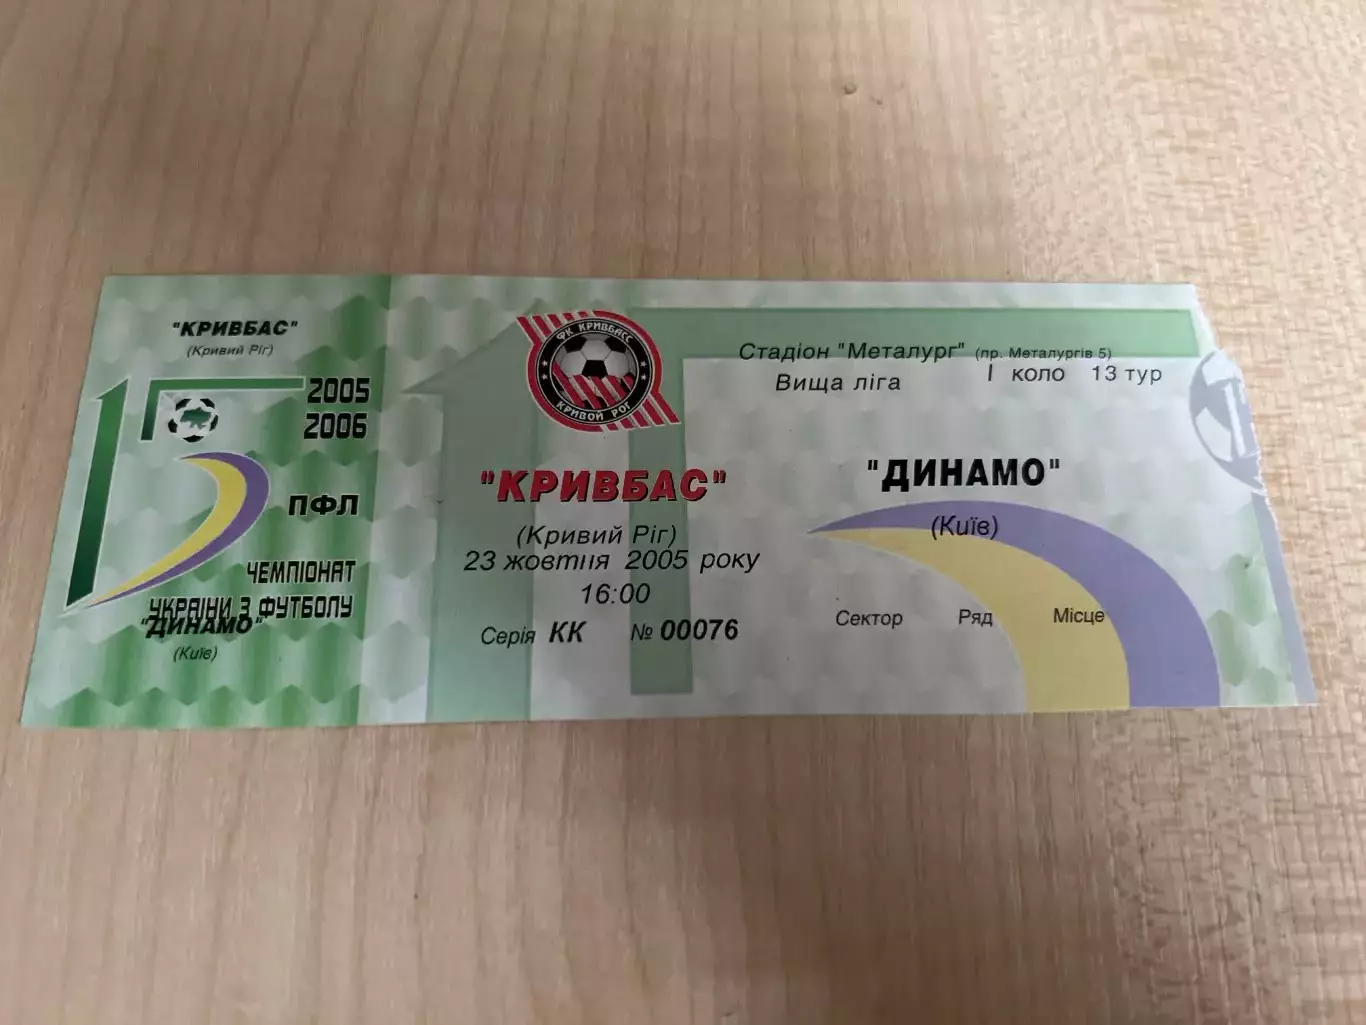 "КРИВБАС"
(Кривий Ріг)
15
2005
2006
ПФЛ
ЧЕМПІОНАТ
УКРАЇНИ З ФУТБОЛУ
"ДИНАМО"
(Київ)
ФК КРИВБАСС
КРИВОЙ РОГ
Стадіон "Металург" (пр. Металургів 5)
Вища ліга І коло 13 тур
"КРИВБАС"
(Кривий Ріг)
"ДИНАМО"
(Київ)
23 жовтня 2005 року
16:00
Серія КК № 00076
Сектор Ряд Місце